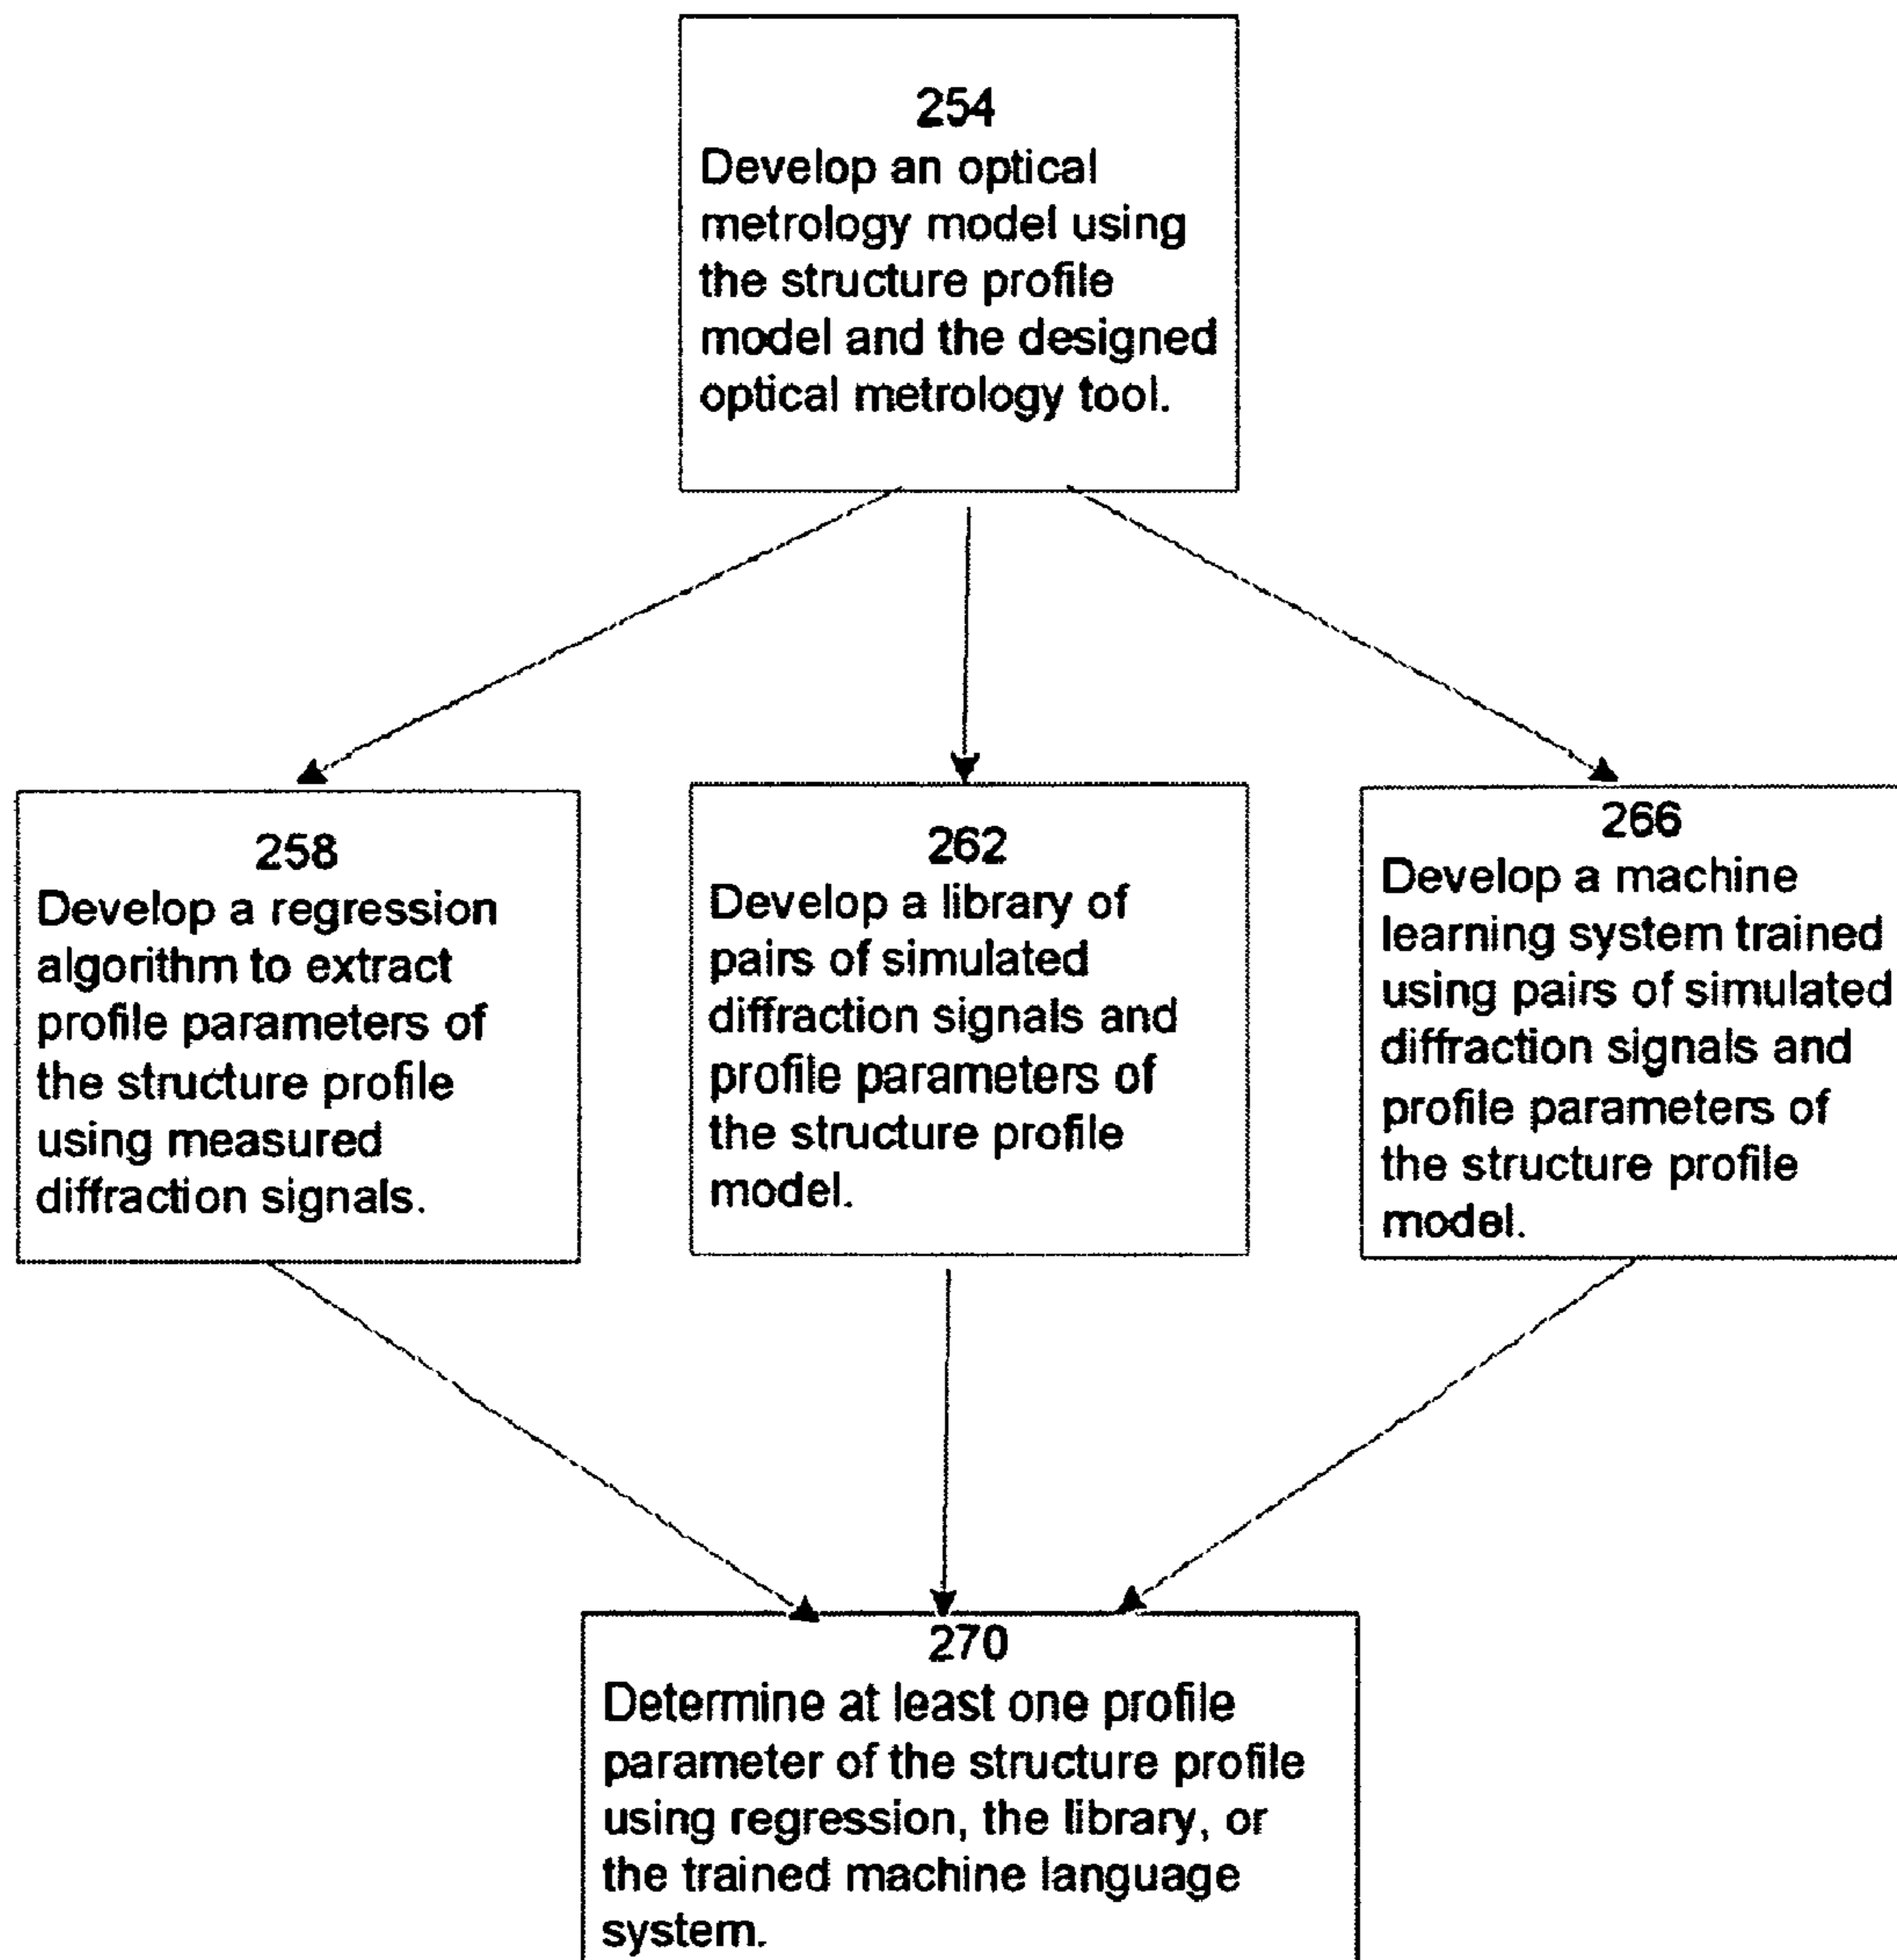 254
Develop an optical
metrology model using
the structure profile
model and the designed
optical metrology tool.
258
Develop a regression
algorithm to extract
profile parameters of
the structure profile
using measured
diffraction signals.
262
Develop a library of
pairs of simulated
diffraction signals and
profile parameters of
the structure profile
model.
266
Develop a machine
learning system trained
using pairs of simulated
diffraction signals and
profile parameters of
the structure profile
model.
270
Determine at least one profile
parameter of the structure profile
using regression, the library, or
the trained machine language
system.